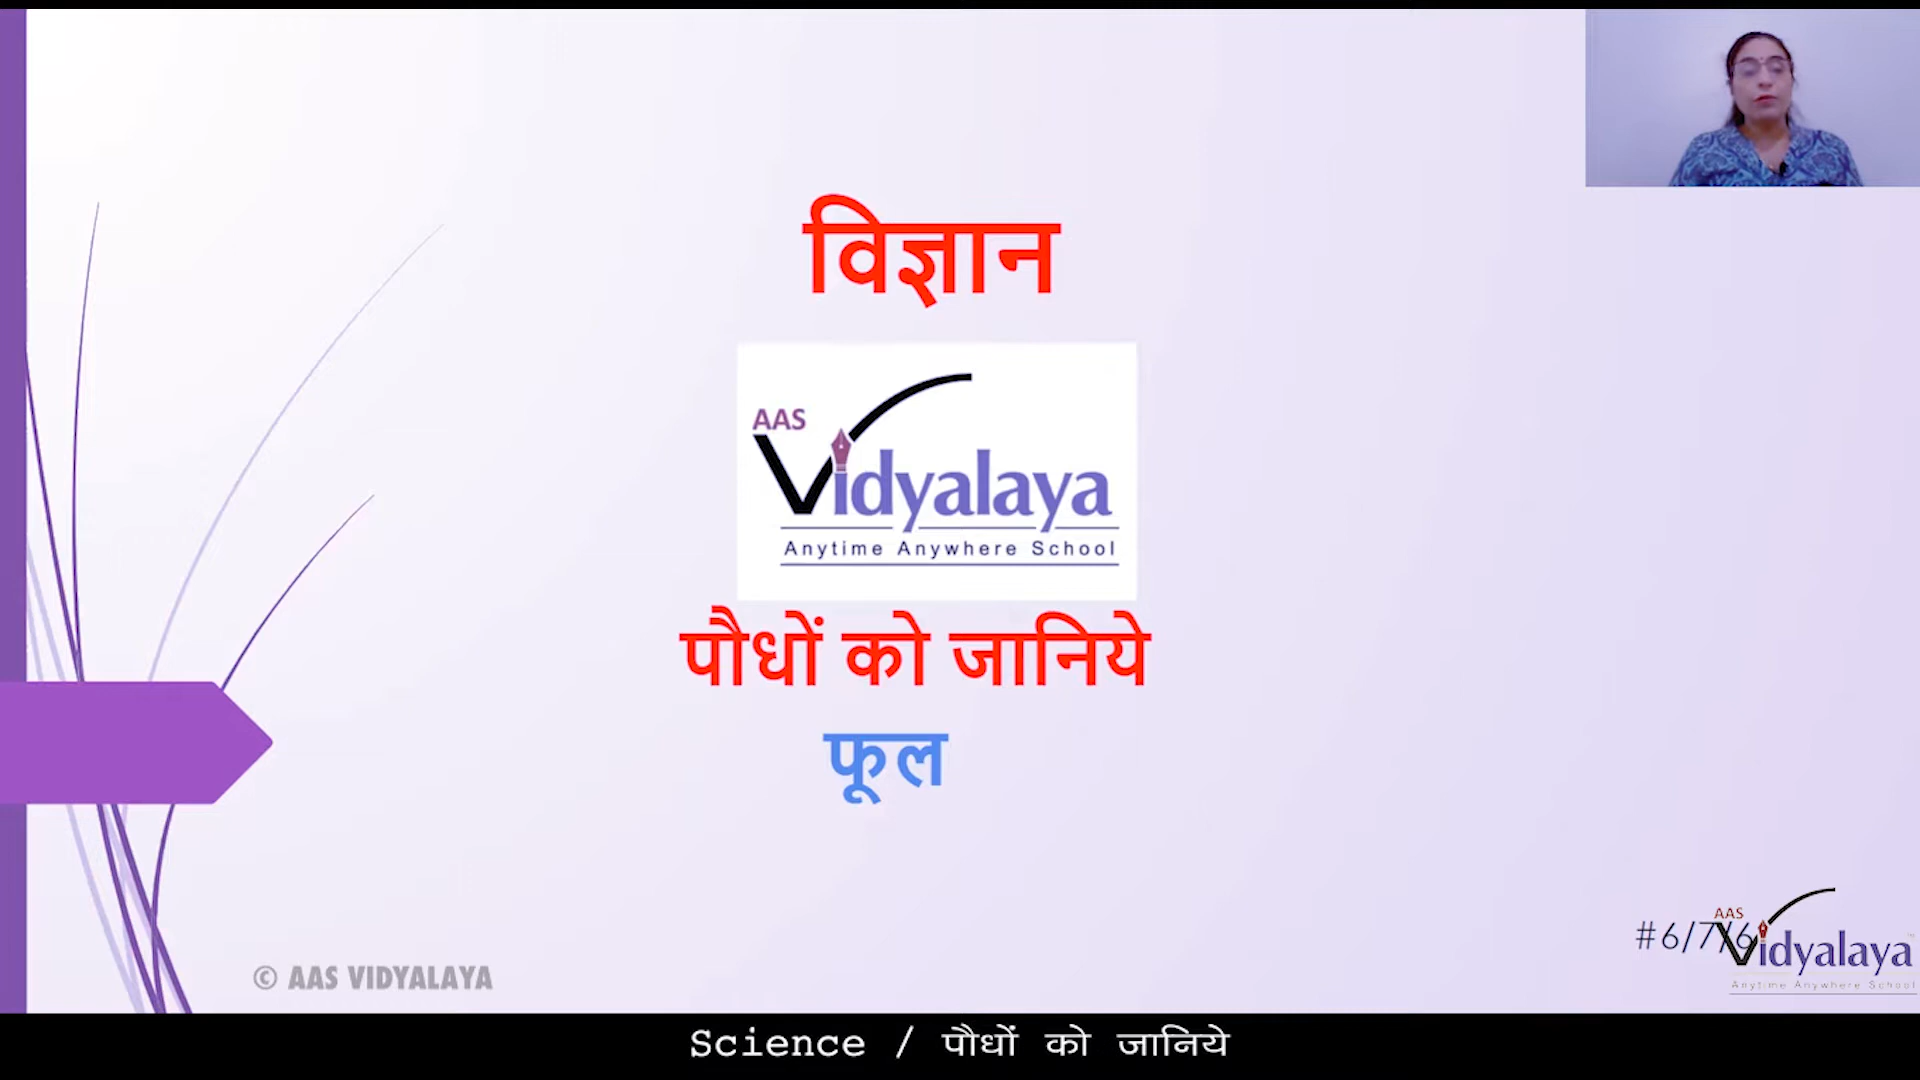 विज्ञान
AAS
Vidyalaya
Anytime Anywhere School
पौधों को जानिये
फूल
#6/7/6
AAS
Vidyalaya
Anytime Anywhere School
© AAS VIDYALAYA
Science / पौधों को जानिये